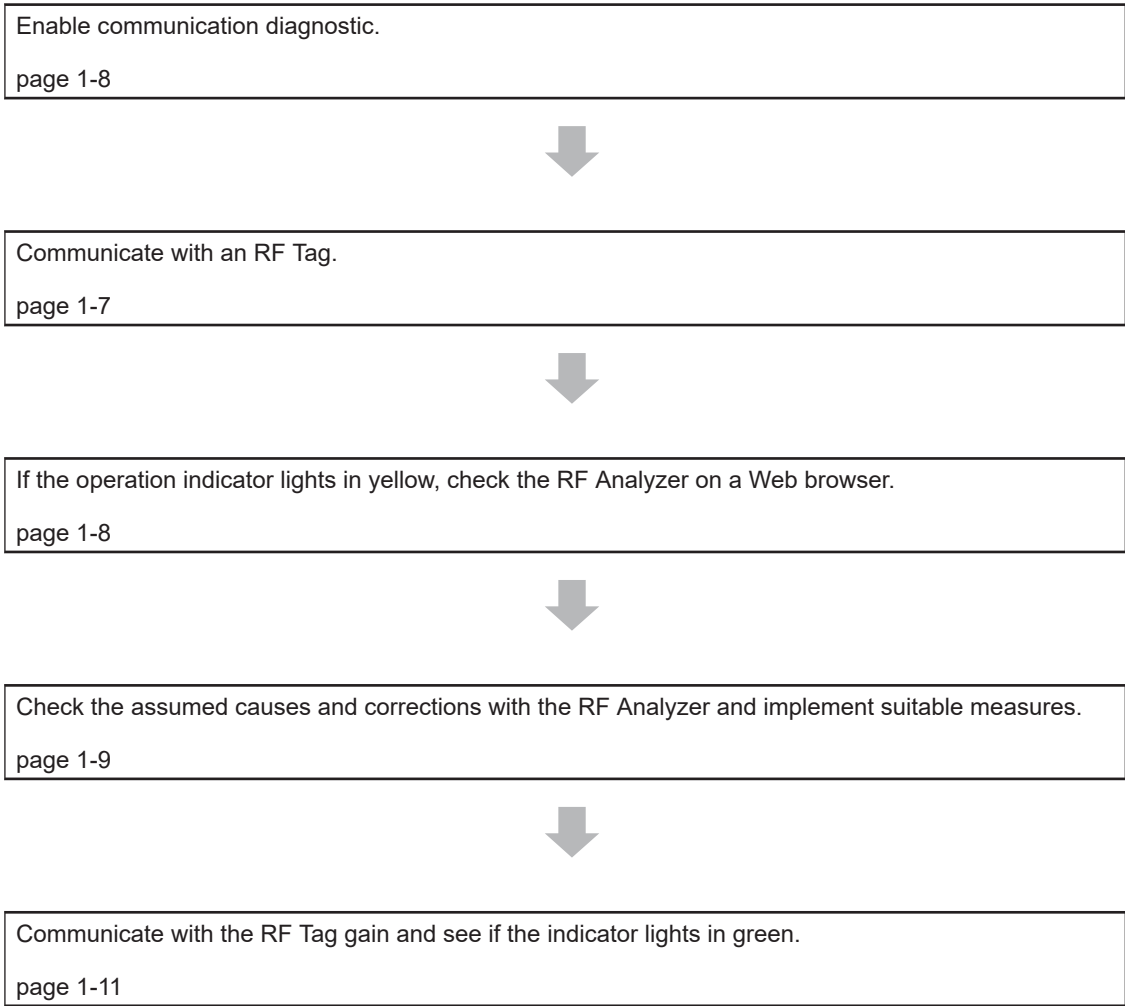 Enable communication diagnostic.
page 1-8
Communicate with an RF Tag.
page 1-7
If the operation indicator lights in yellow, check the RF Analyzer on a Web browser.
page 1-8
Check the assumed causes and corrections with the RF Analyzer and implement suitable measures.
page 1-9
Communicate with the RF Tag gain and see if the indicator lights in green.
page 1-11